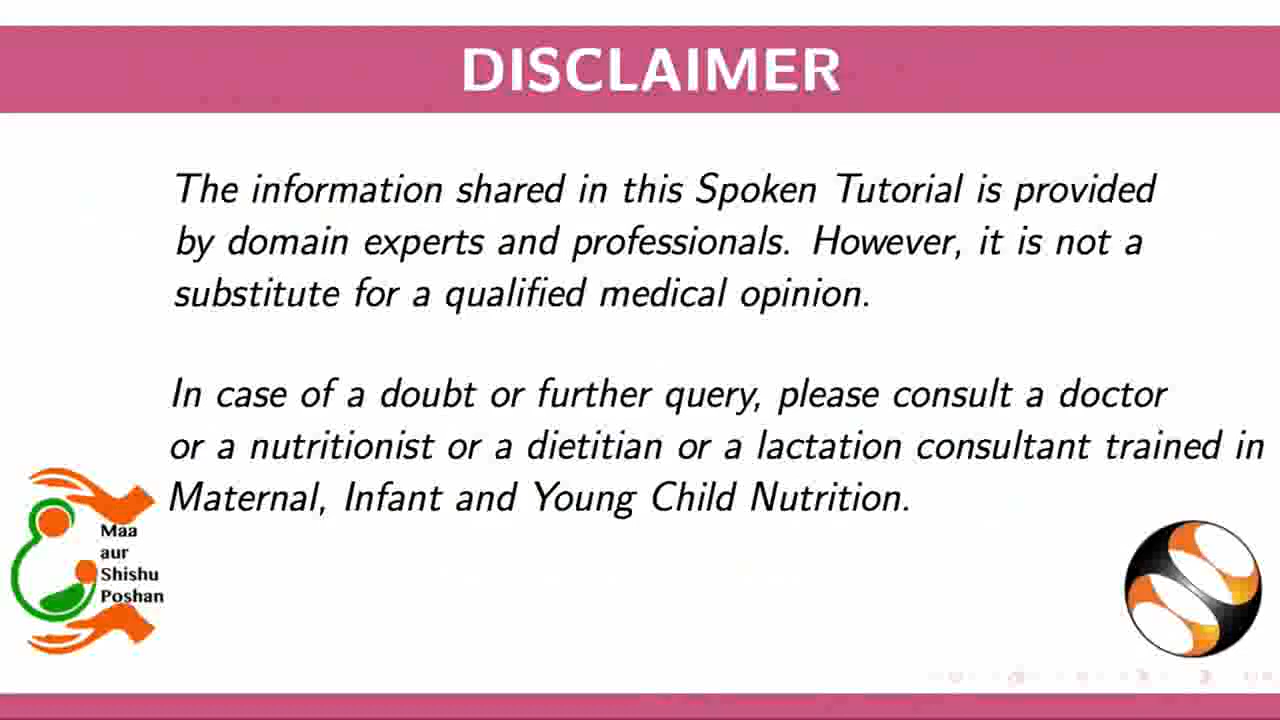 DISCLAIMER
The information shared in this Spoken Tutorial is provided
by domain experts and professionals. However, it is not a
substitute for a qualified medical opinion.
In case of a doubt or further query, please consult a doctor
or a nutritionist or a dietitian or a lactation consultant trained in
Maternal, Infant and Young Child Nutrition.
Maa
aur
Shishu
Poshan